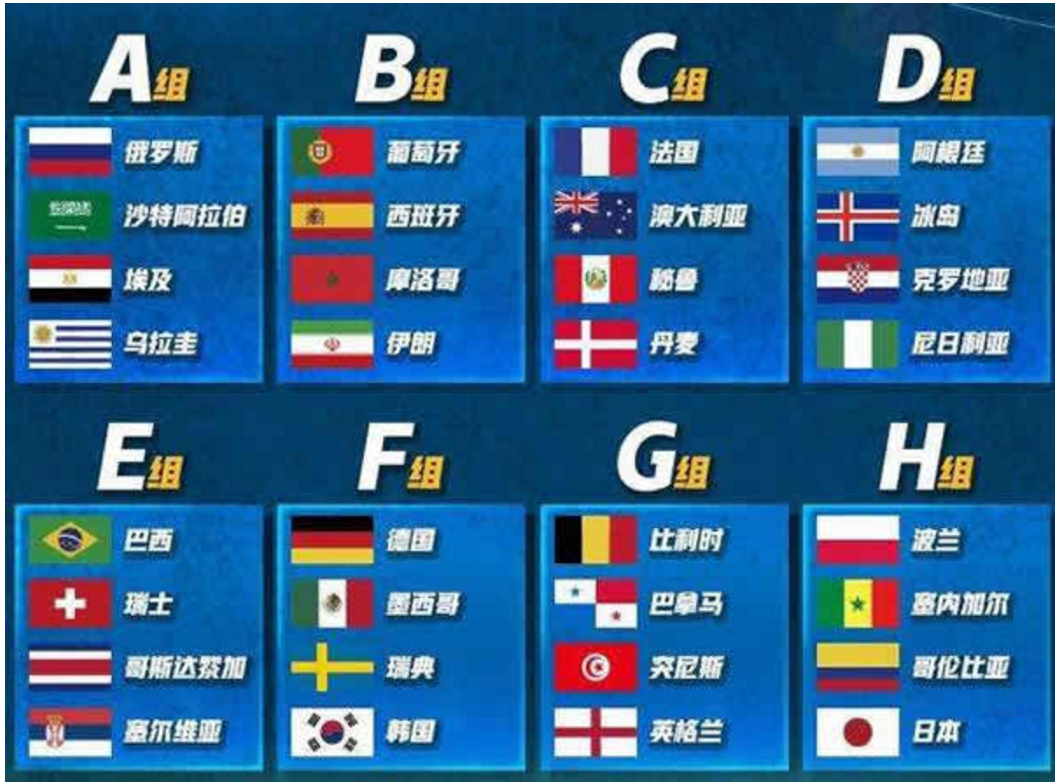 A组
俄罗斯
沙特阿拉伯
埃及
乌拉圭
B组
葡萄牙
西班牙
摩洛哥
伊朗
C组
法国
澳大利亚
秘鲁
丹麦
D组
阿根廷
冰岛
克罗地亚
尼日利亚
E组
巴西
瑞士
哥斯达黎加
塞尔维亚
F组
德国
墨西哥
瑞典
韩国
G组
比利时
巴拿马
突尼斯
英格兰
H组
波兰
塞内加尔
哥伦比亚
日本